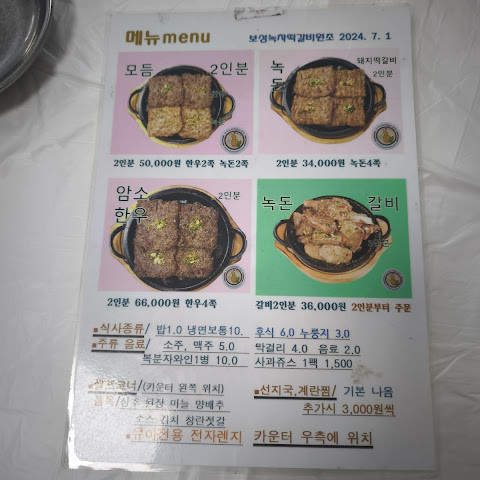 메뉴 menu
보성녹차떡갈비원조 2024. 7. 1
모듬 2인분
녹돈 돼지떡갈비 2인분
2인분 50,000원 한우2쪽 녹돈2쪽
2인분 34,000원 녹돈4쪽
암소한우 2인분
녹돈 갈비
2인분 66,000원 한우4쪽
갈비2인분 36,000원 2인분부터 주문
■식사종류/ 밥1.0 냉면보통10. 후식 6.0 누룽지 3.0
■주류 음료/ 소주, 맥주 5.0 막걸리 4.0 음료 2.0
복분자와인1병 10.0 사과쥬스 1팩 1,500
(카운터 왼쪽 위치) ■선지국,계란찜/ 기본 나옴
된장 마늘 양배추 추가시 3,000원씩
소스 김치 창란젓갈
전자렌지 카운터 우측에 위치